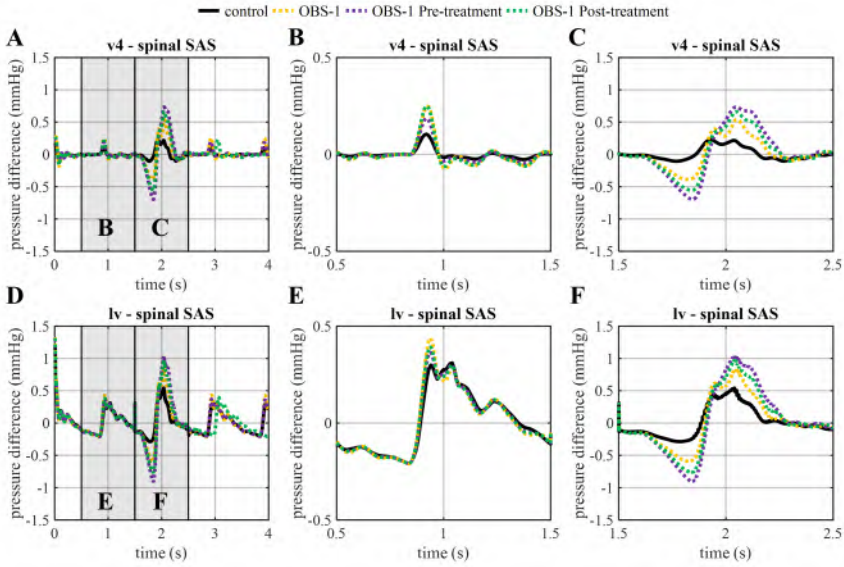 control OBS-1 OBS-1 Pre-treatment OBS-1 Post-treatment
A B C
v4 - spinal SAS v4 - spinal SAS v4 - spinal SAS
pressure difference (mmHg)
1.5
1
0.5
0
-0.5
-1
-1.5
B C
0 1 2 3 4
time (s)
pressure difference (mmHg)
0.5
0
-0.5
0.5 1 1.5
time (s)
pressure difference (mmHg)
1.5
1
0.5
0
-0.5
-1
-1.5
1.5 2 2.5
time (s)
D E F
lv - spinal SAS lv - spinal SAS lv - spinal SAS
pressure difference (mmHg)
1.5
1
0.5
0
-0.5
-1
-1.5
E F
0 1 2 3 4
time (s)
pressure difference (mmHg)
0.5
0
-0.5
0.5 1 1.5
time (s)
pressure difference (mmHg)
1.5
1
0.5
0
-0.5
-1
-1.5
1.5 2 2.5
time (s)